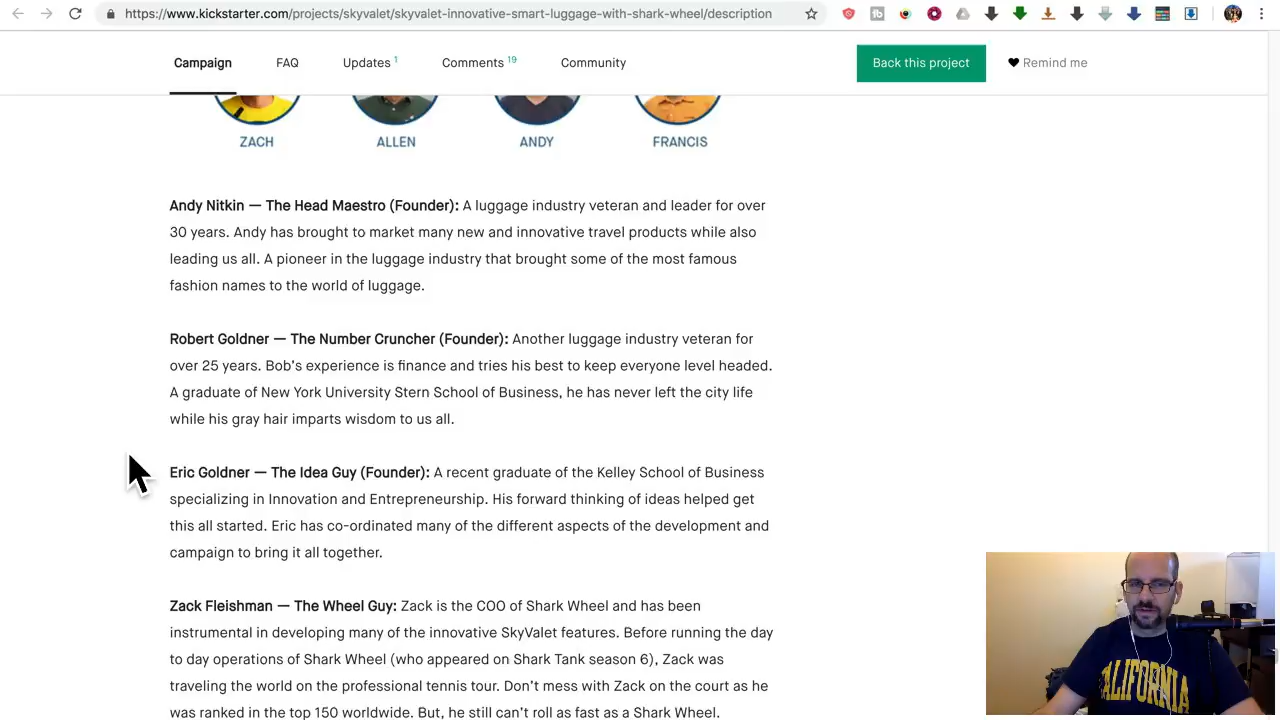 https://www.kickstarter.com/projects/skyvalet/skyvalet-innovative-smart-luggage-with-shark-wheel/description
Campaign FAQ Updates 1 Comments 19 Community Back this project Remind me
ZACH ALLEN ANDY FRANCIS
Andy Nitkin — The Head Maestro (Founder): A luggage industry veteran and leader for over
30 years. Andy has brought to market many new and innovative travel products while also
leading us all. A pioneer in the luggage industry that brought some of the most famous
fashion names to the world of luggage.
Robert Goldner — The Number Cruncher (Founder): Another luggage industry veteran for
over 25 years. Bob’s experience is finance and tries his best to keep everyone level headed.
A graduate of New York University Stern School of Business, he has never left the city life
while his gray hair imparts wisdom to us all.
Eric Goldner — The Idea Guy (Founder): A recent graduate of the Kelley School of Business
specializing in Innovation and Entrepreneurship. His forward thinking of ideas helped get
this all started. Eric has co-ordinated many of the different aspects of the development and
campaign to bring it all together.
Zack Fleishman — The Wheel Guy: Zack is the COO of Shark Wheel and has been
instrumental in developing many of the innovative SkyValet features. Before running the day
to day operations of Shark Wheel (who appeared on Shark Tank season 6), Zack was
traveling the world on the professional tennis tour. Don’t mess with Zack on the court as he
was ranked in the top 150 worldwide. But, he still can’t roll as fast as a Shark Wheel.
CALIFORNIA